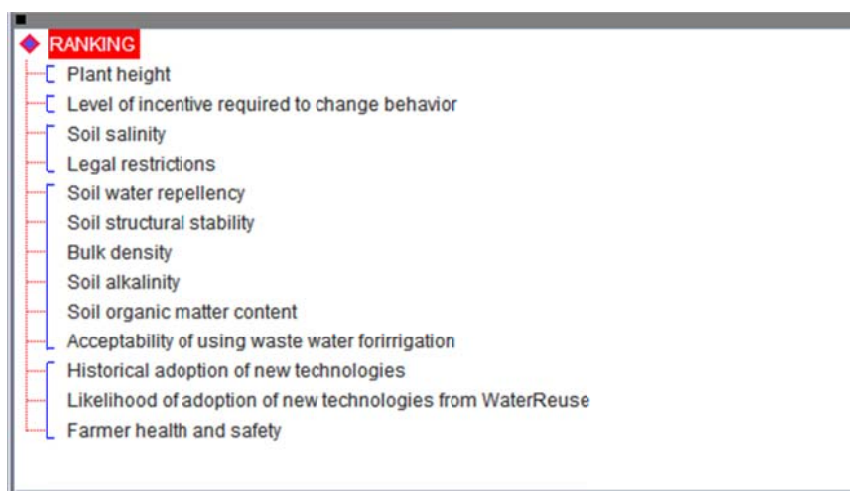 RANKING
Plant height
Level of incentive required to change behavior
Soil salinity
Legal restrictions
Soil water repellency
Soil structural stability
Bulk density
Soil alkalinity
Soil organic matter content
Acceptability of using waste water forirrigation
Historical adoption of new technologies
Likelihood of adoption of new technologies from WaterReuse
Farmer health and safety